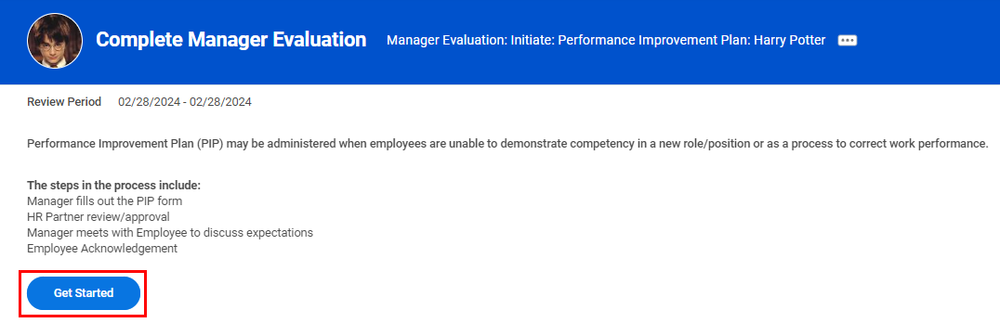 Complete Manager Evaluation Manager Evaluation: Initiate: Performance Improvement Plan: Harry Potter
Review Period 02/28/2024 - 02/28/2024
Performance Improvement Plan (PIP) may be administered when employees are unable to demonstrate competency in a new role/position or as a process to correct work performance.
The steps in the process include:
Manager fills out the PIP form
HR Partner review/approval
Manager meets with Employee to discuss expectations
Employee Acknowledgement
Get Started